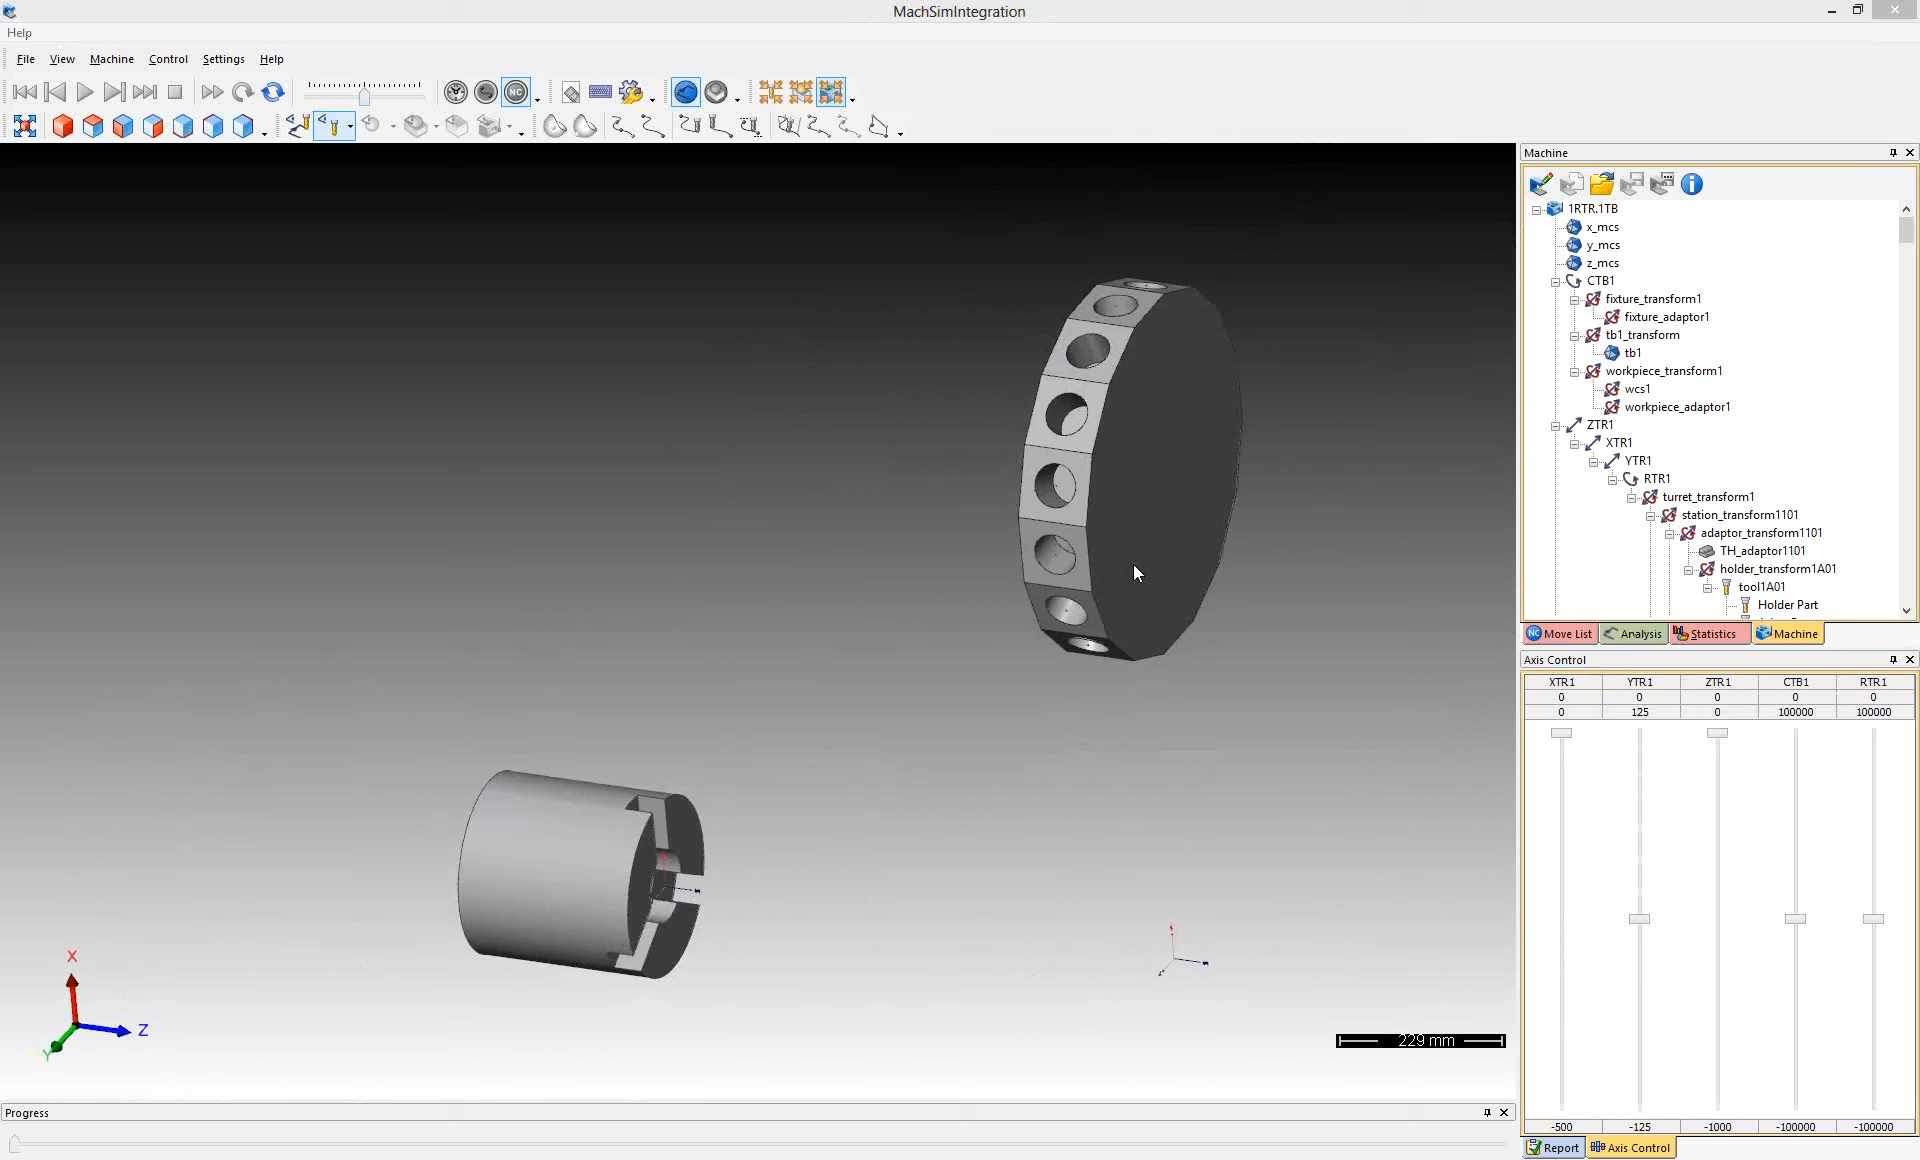 MachSimIntegration
Help
File View Machine Control Settings Help
NC
Machine
1RTR.1TB
x_mcs
y_mcs
z_mcs
CTB1
fixture_transform1
fixture_adaptor1
tb1_transform
tb1
workpiece_transform1
wcs1
workpiece_adaptor1
ZTR1
XTR1
YTR1
RTR1
turret_transform1
station_transform1101
adaptor_transform1101
TH_adaptor1101
holder_transform1A01
tool1A01
Holder Part
NC Move List Analysis Statistics Machine
Axis Control
XTR1 YTR1 ZTR1 CTB1 RTR1
0 0 0 0 0
0 125 0 100000 100000
-500 -125 -1000 -100000 -100000
Report Axis Control
X
Z
Y
229 mm
Progress